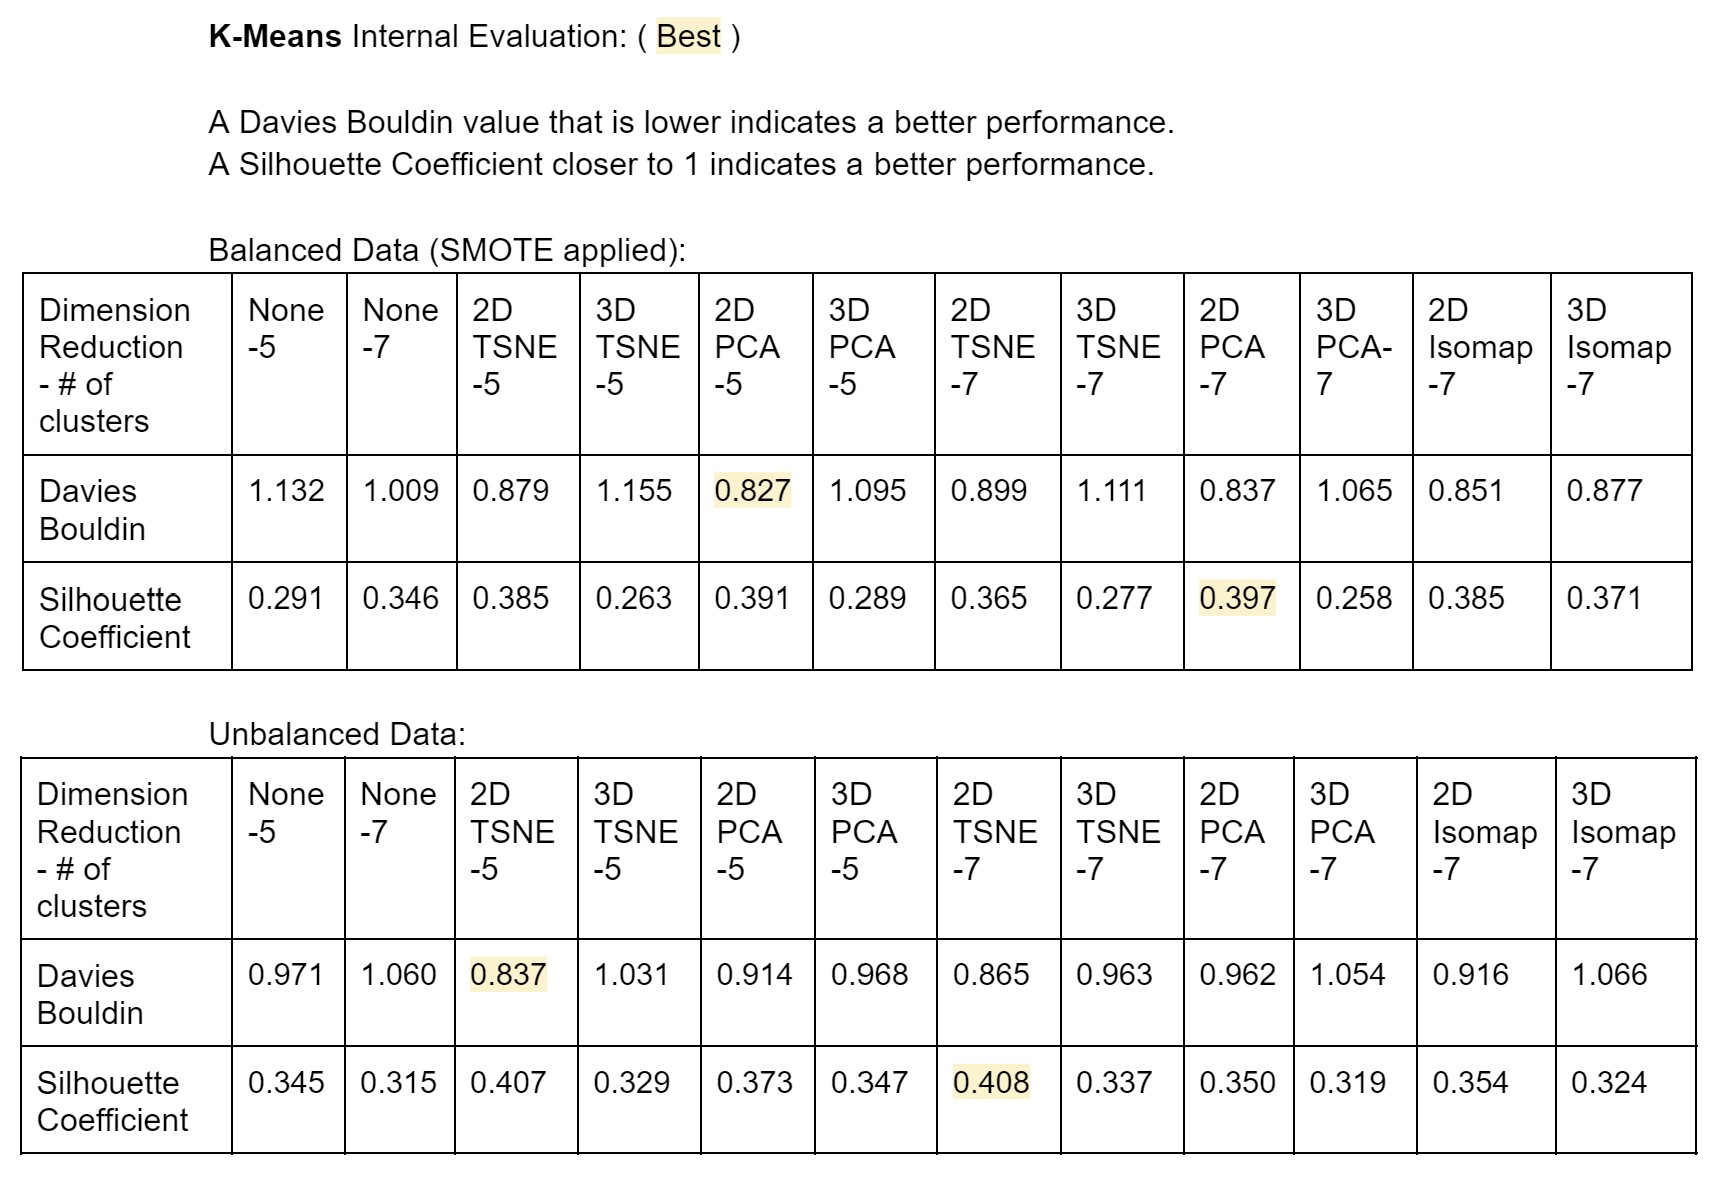 K-Means Internal Evaluation: ( Best )
A Davies Bouldin value that is lower indicates a better performance.
A Silhouette Coefficient closer to 1 indicates a better performance.
Balanced Data (SMOTE applied):
Dimension Reduction - # of clusters | None -5 | None -7 | 2D TSNE -5 | 3D TSNE -5 | 2D PCA -5 | 3D PCA -5 | 2D TSNE -7 | 3D TSNE -7 | 2D PCA -7 | 3D PCA- 7 | 2D Isomap -7 | 3D Isomap -7
Davies Bouldin | 1.132 | 1.009 | 0.879 | 1.155 | 0.827 | 1.095 | 0.899 | 1.111 | 0.837 | 1.065 | 0.851 | 0.877
Silhouette Coefficient | 0.291 | 0.346 | 0.385 | 0.263 | 0.391 | 0.289 | 0.365 | 0.277 | 0.397 | 0.258 | 0.385 | 0.371
Unbalanced Data:
Dimension Reduction - # of clusters | None -5 | None -7 | 2D TSNE -5 | 3D TSNE -5 | 2D PCA -5 | 3D PCA -5 | 2D TSNE -7 | 3D TSNE -7 | 2D PCA -7 | 3D PCA -7 | 2D Isomap -7 | 3D Isomap -7
Davies Bouldin | 0.971 | 1.060 | 0.837 | 1.031 | 0.914 | 0.968 | 0.865 | 0.963 | 0.962 | 1.054 | 0.916 | 1.066
Silhouette Coefficient | 0.345 | 0.315 | 0.407 | 0.329 | 0.373 | 0.347 | 0.408 | 0.337 | 0.350 | 0.319 | 0.354 | 0.324